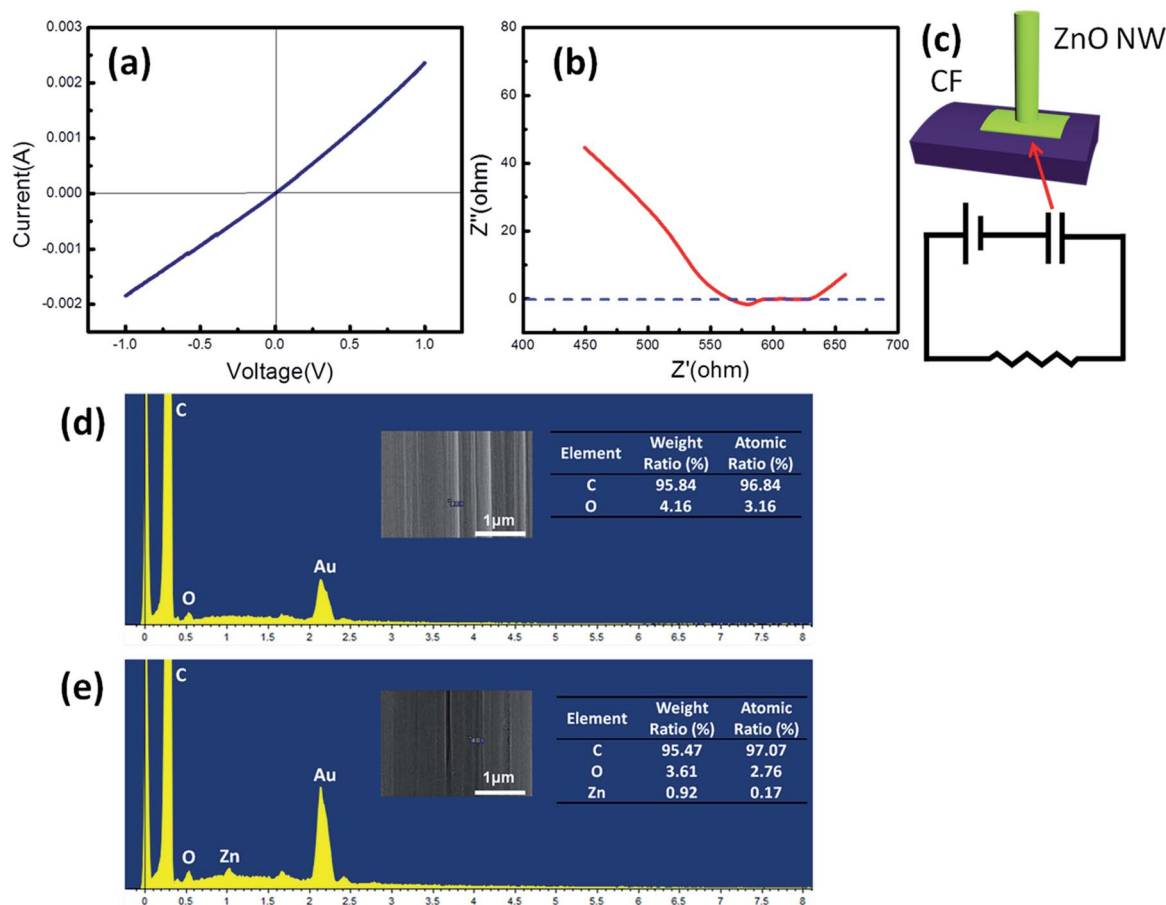 (a)
0.003
0.002
0.001
0.000
-0.001
-0.002
Current(A)
-1.0 -0.5 0.0 0.5 1.0
Voltage(V)
(b)
80
60
40
20
0
Z''(ohm)
400 450 500 550 600 650 700
Z'(ohm)
(c)
ZnO NW
CF
(d)
C
O
Au
1μm
Element Weight Ratio (%) Atomic Ratio (%)
C 95.84 96.84
O 4.16 3.16
0 0.5 1 1.5 2 2.5 3 3.5 4 4.5 5 5.5 6 6.5 7 7.5 8
(e)
C
O
Zn
Au
1μm
Element Weight Ratio (%) Atomic Ratio (%)
C 95.47 97.07
O 3.61 2.76
Zn 0.92 0.17
0 0.5 1 1.5 2 2.5 3 3.5 4 4.5 5 5.5 6 6.5 7 7.5 8